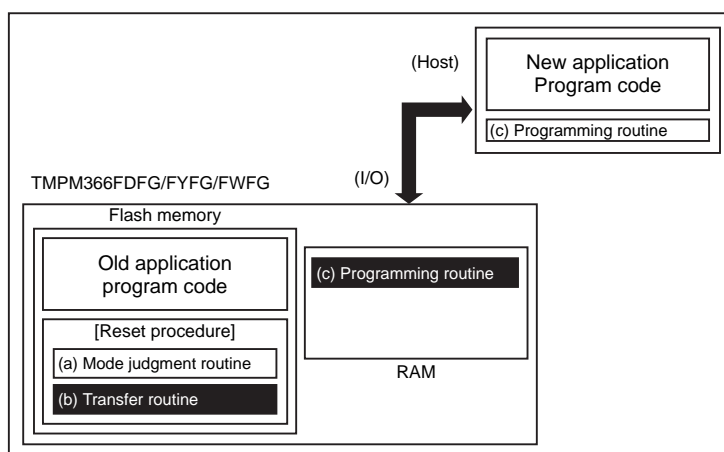 (Host)
New application
Program code
(c) Programming routine
(I/O)
TMPM366FDFG/FYFG/FWFG
Flash memory
Old application
program code
[Reset procedure]
(a) Mode judgment routine
(b) Transfer routine
(c) Programming routine
RAM